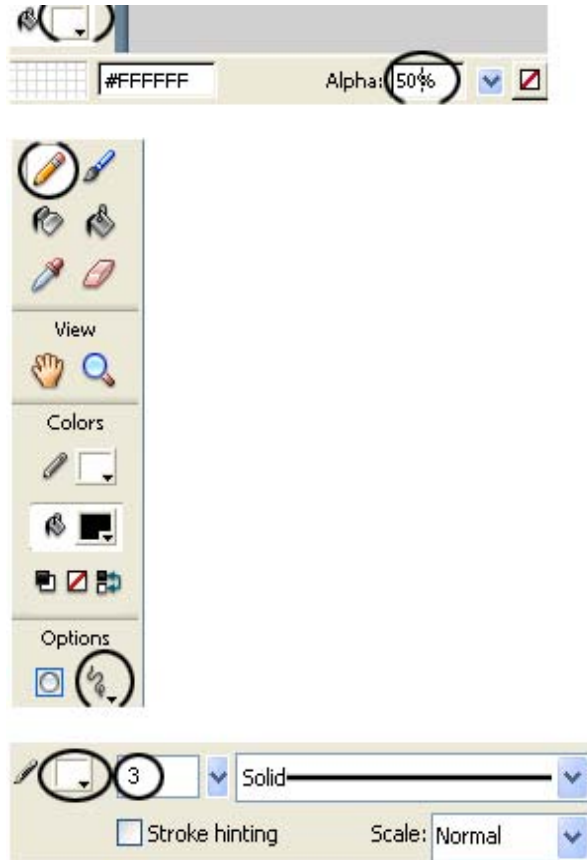 #FFFFFF Alpha: 50%
View
Colors
Options
3 Solid
Stroke hinting Scale: Normal